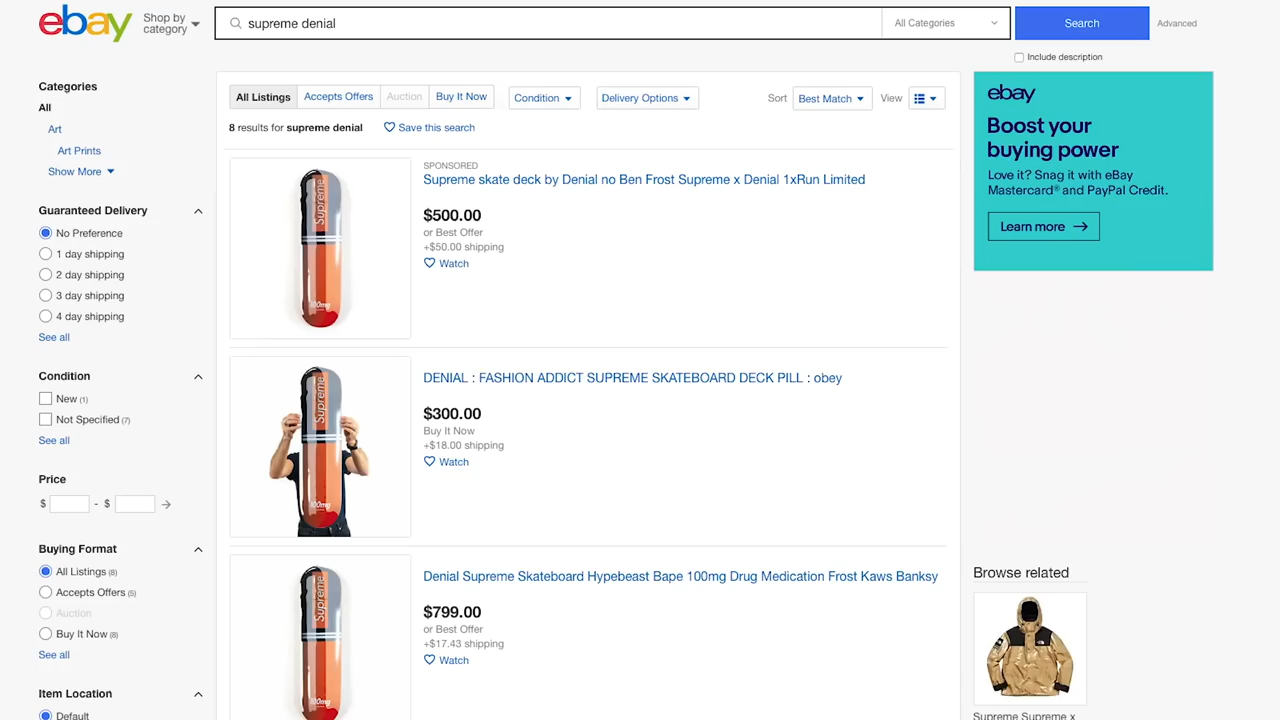 ebay
Shop by
category
supreme denial
All Categories
Search
Advanced
Include description
Categories
All
Art
Art Prints
Show More
Guaranteed Delivery
No Preference
1 day shipping
2 day shipping
3 day shipping
4 day shipping
See all
Condition
New (1)
Not Specified (7)
See all
Price
$ - $
Buying Format
All Listings (8)
Accepts Offers (5)
Auction
Buy It Now (8)
See all
Item Location
Default
All Listings
Accepts Offers
Auction
Buy It Now
Condition
Delivery Options
Sort
Best Match
View
8 results for supreme denial
Save this search
Supreme
100mg
SPONSORED
Supreme skate deck by Denial no Ben Frost Supreme x Denial 1xRun Limited
$500.00
or Best Offer
+$50.00 shipping
Watch
Supreme
100mg
DENIAL : FASHION ADDICT SUPREME SKATEBOARD DECK PILL : obey
$300.00
Buy It Now
+$18.00 shipping
Watch
Supreme
100mg
Denial Supreme Skateboard Hypebeast Bape 100mg Drug Medication Frost Kaws Banksy
$799.00
or Best Offer
+$17.43 shipping
Watch
ebay
Boost your
buying power
Love it? Snag it with eBay
Mastercard® and PayPal Credit.
Learn more
Browse related
Supreme Supreme x